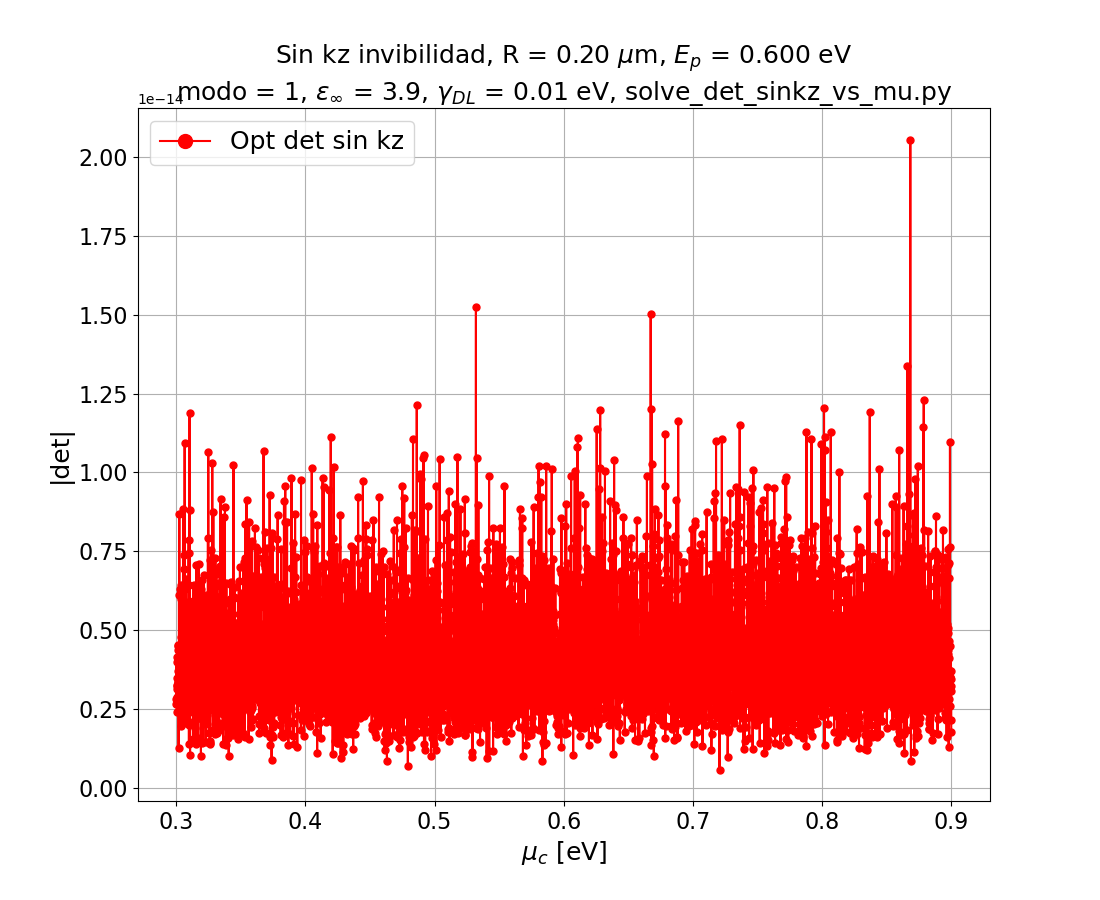 Sin kz invibilidad, R = 0.20 μm, E_p = 0.600 eV
modo = 1, ε_∞ = 3.9, γ_DL = 0.01 eV, solve_det_sinkz_vs_mu.py
1e−14
Opt det sin kz
2.00
1.75
1.50
1.25
1.00
0.75
0.50
0.25
0.00
|det|
0.3 0.4 0.5 0.6 0.7 0.8 0.9
μ_c [eV]